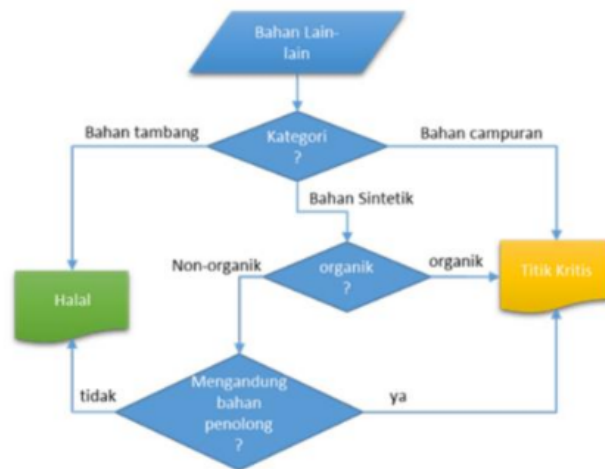 Bahan Lain-
lain
Bahan tambang
Kategori
?
Bahan campuran
Bahan Sintetik
Non-organik
organik
?
organik
Titik Kritis
Halal
Mengandung
bahan
penolong
?
tidak
ya